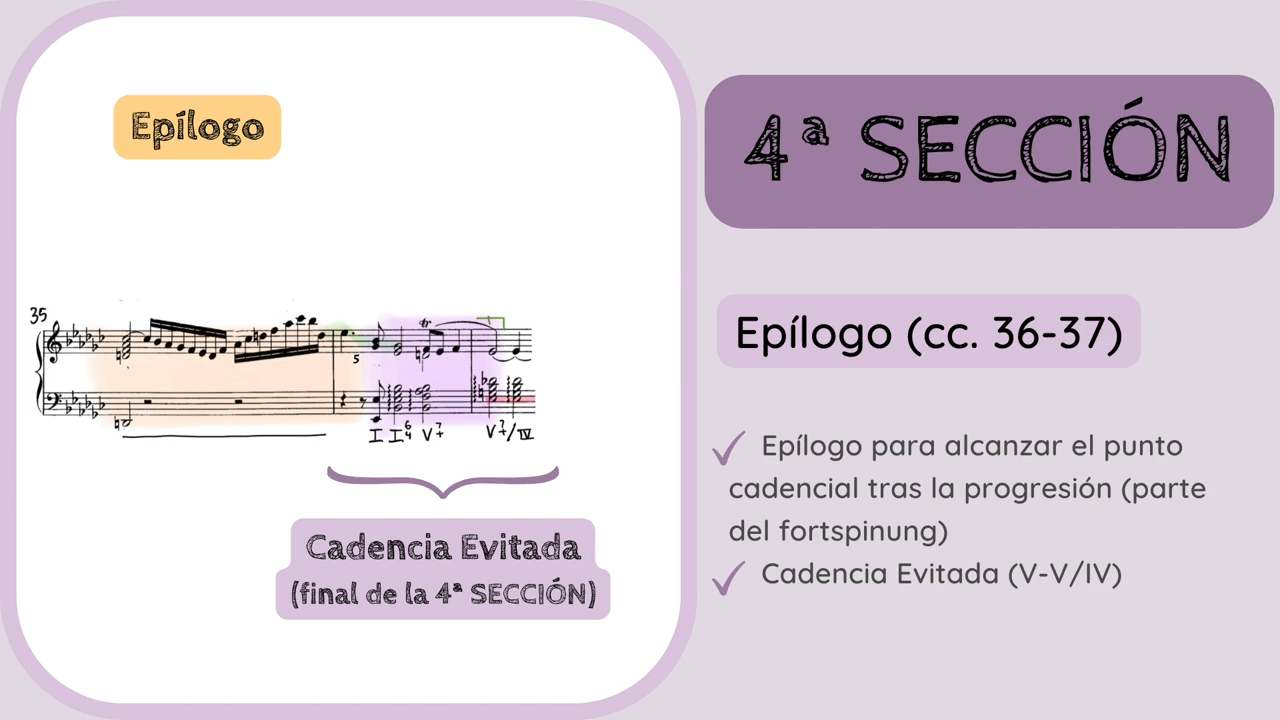 Epílogo
35
tr
5
I I6/4 V7 V7/IV
Cadencia Evitada
(final de la 4ª SECCIÓN)
4ª SECCIÓN
Epílogo (cc. 36-37)
Epílogo para alcanzar el punto
cadencial tras la progresión (parte
del fortspinung)
Cadencia Evitada (V-V/IV)